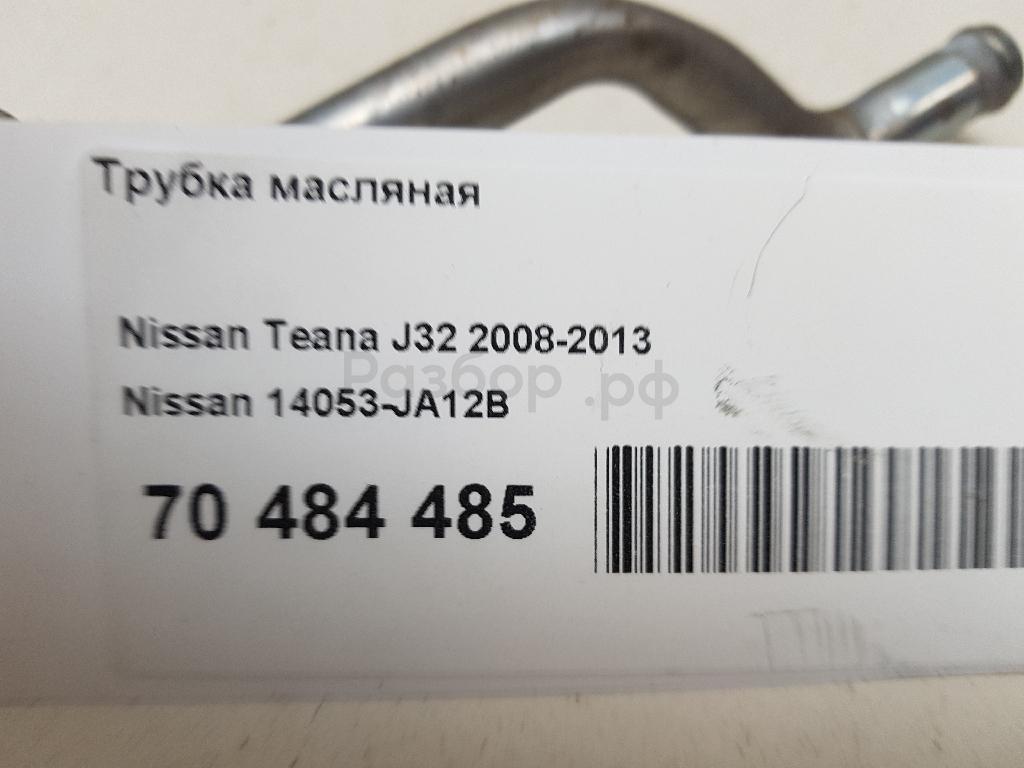 Трубка масляная
Nissan Teana J32 2008-2013
Разбор.рф
Nissan 14053-JA12B
70 484 485